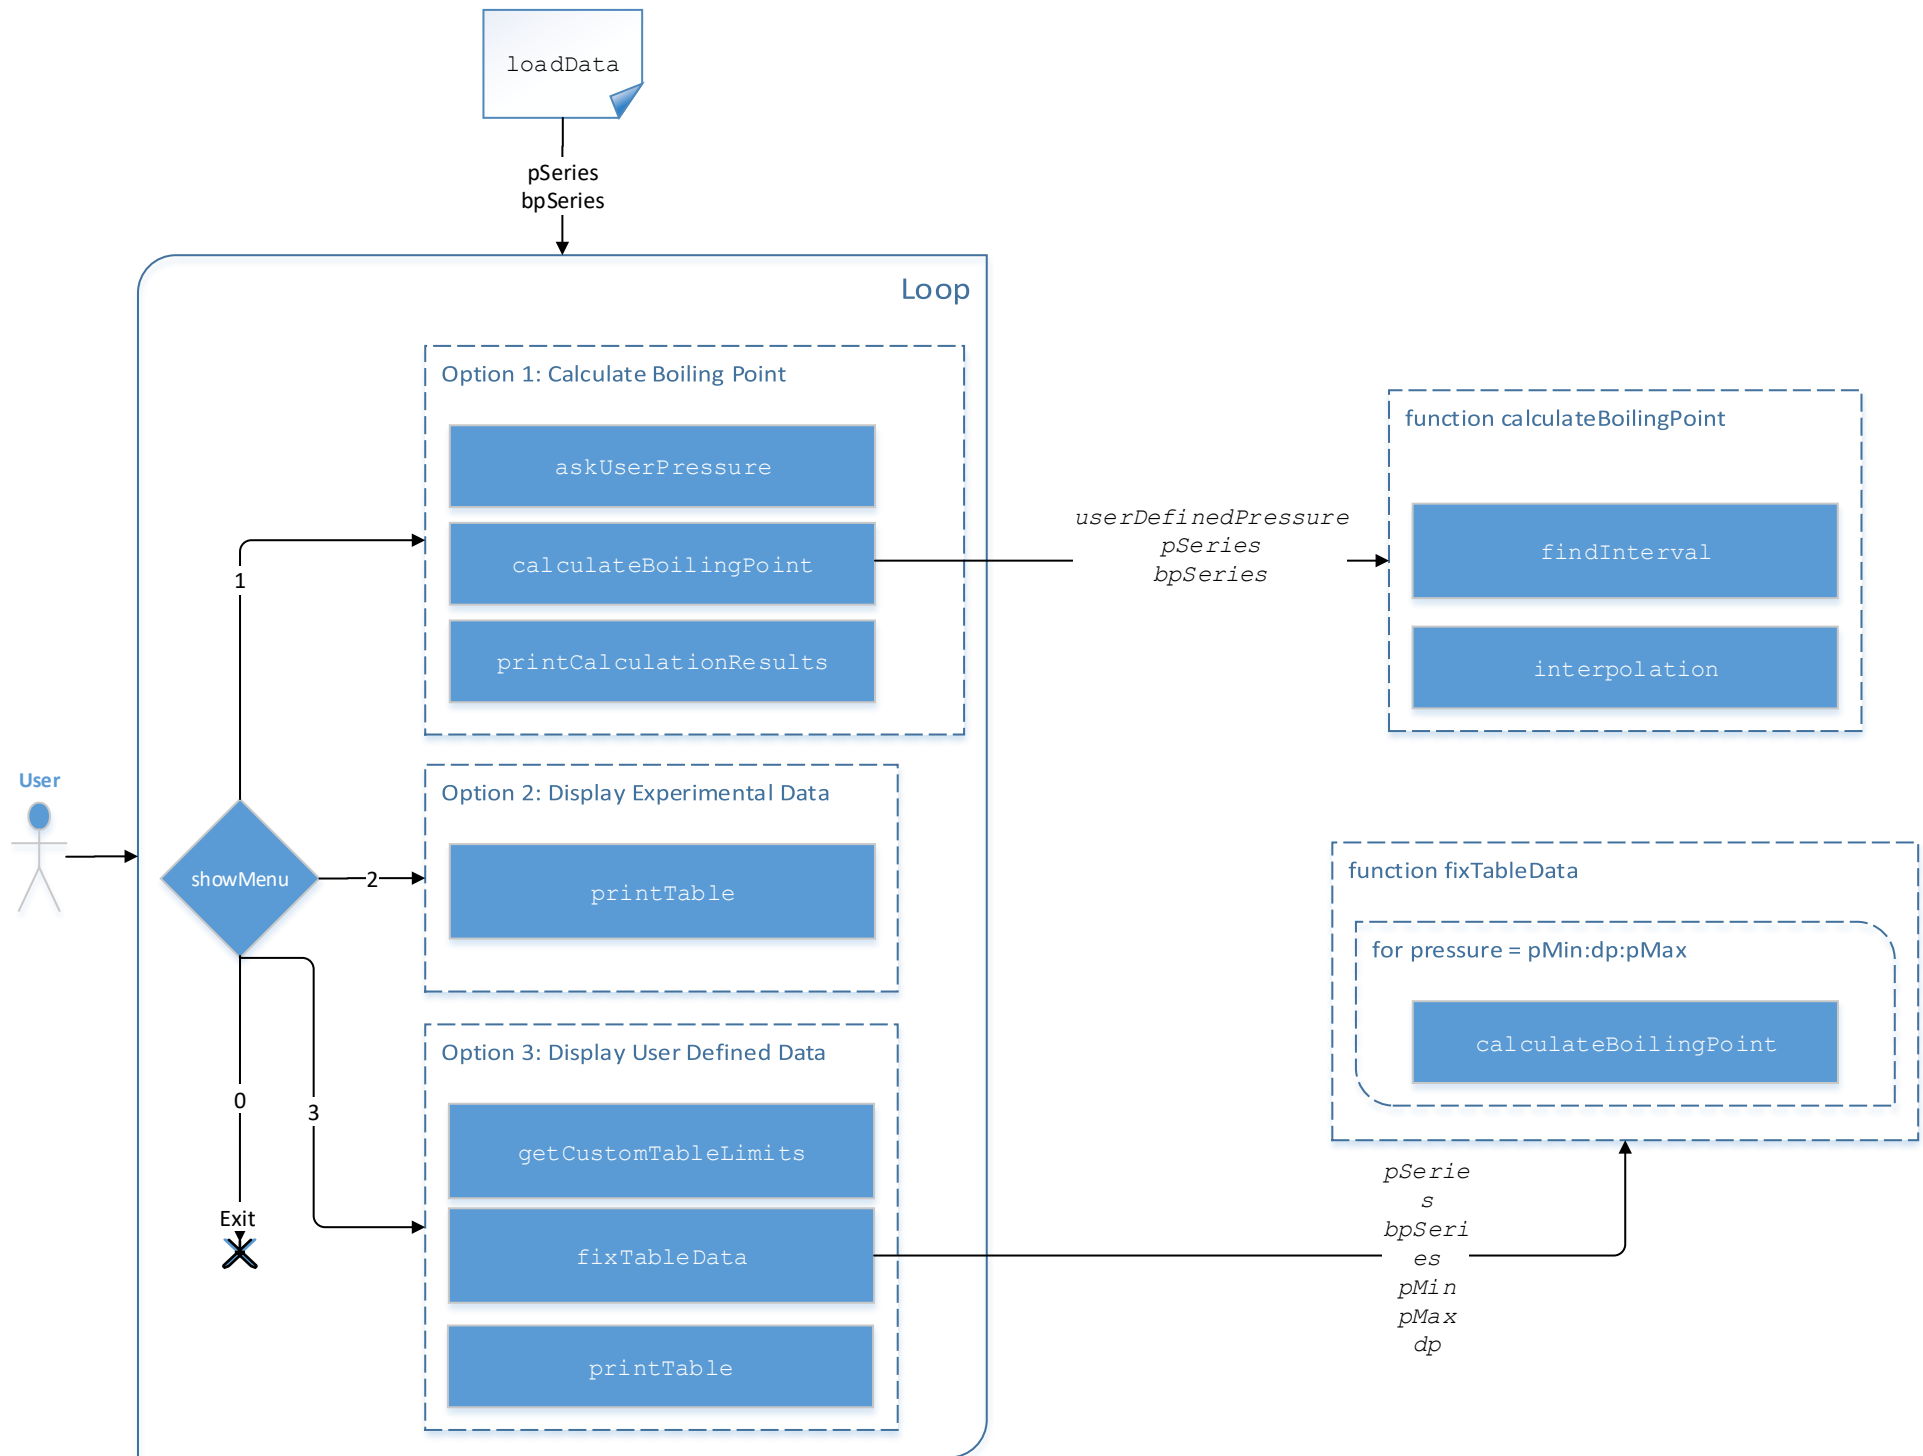 loadData
pSeries
bpSeries
Loop
Option 1: Calculate Boiling Point
askUserPressure
calculateBoilingPoint
printCalculationResults
userDefinedPressure
pSeries
bpSeries
function calculateBoilingPoint
findInterval
interpolation
1
User
showMenu
2
Option 2: Display Experimental Data
printTable
0
3
Exit
Option 3: Display User Defined Data
getCustomTableLimits
fixTableData
printTable
function fixTableData
for pressure = pMin:dp:pMax
calculateBoilingPoint
pSerie
s
bpSeri
es
pMin
pMax
dp